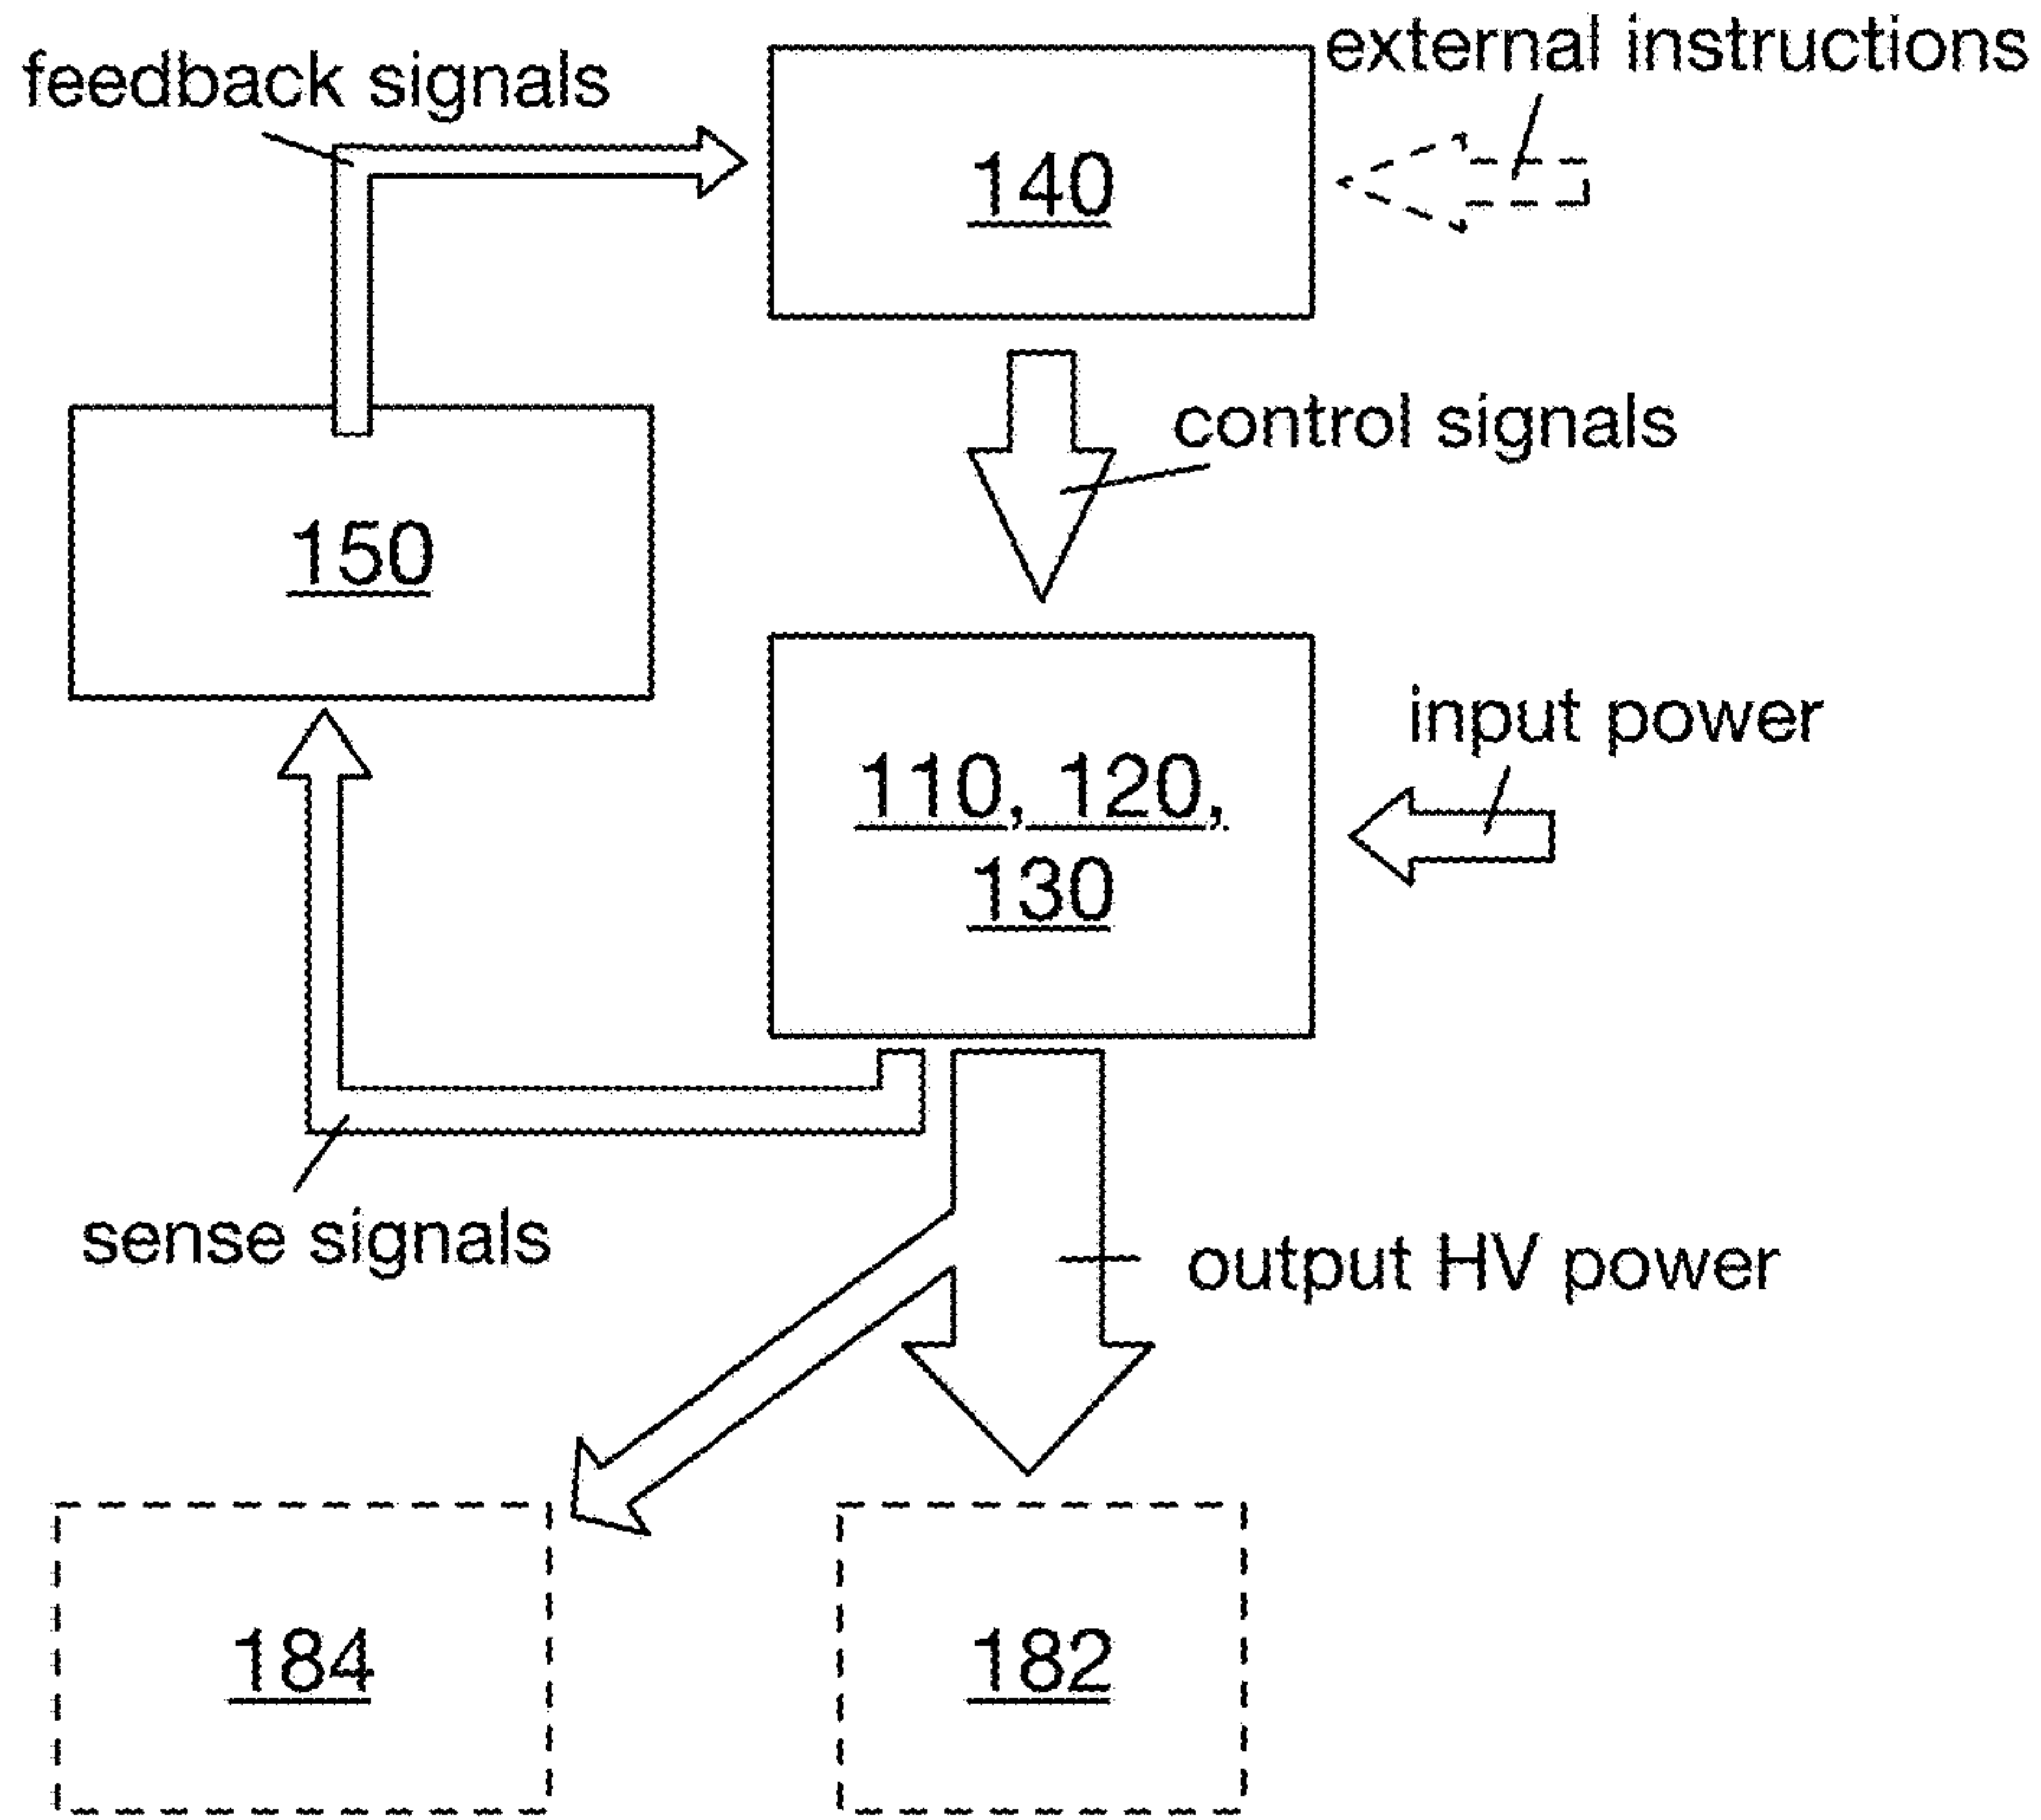 external instructions
feedback signals
140
control signals
150
input power
110, 120,
130
sense signals
output HV power
184
182